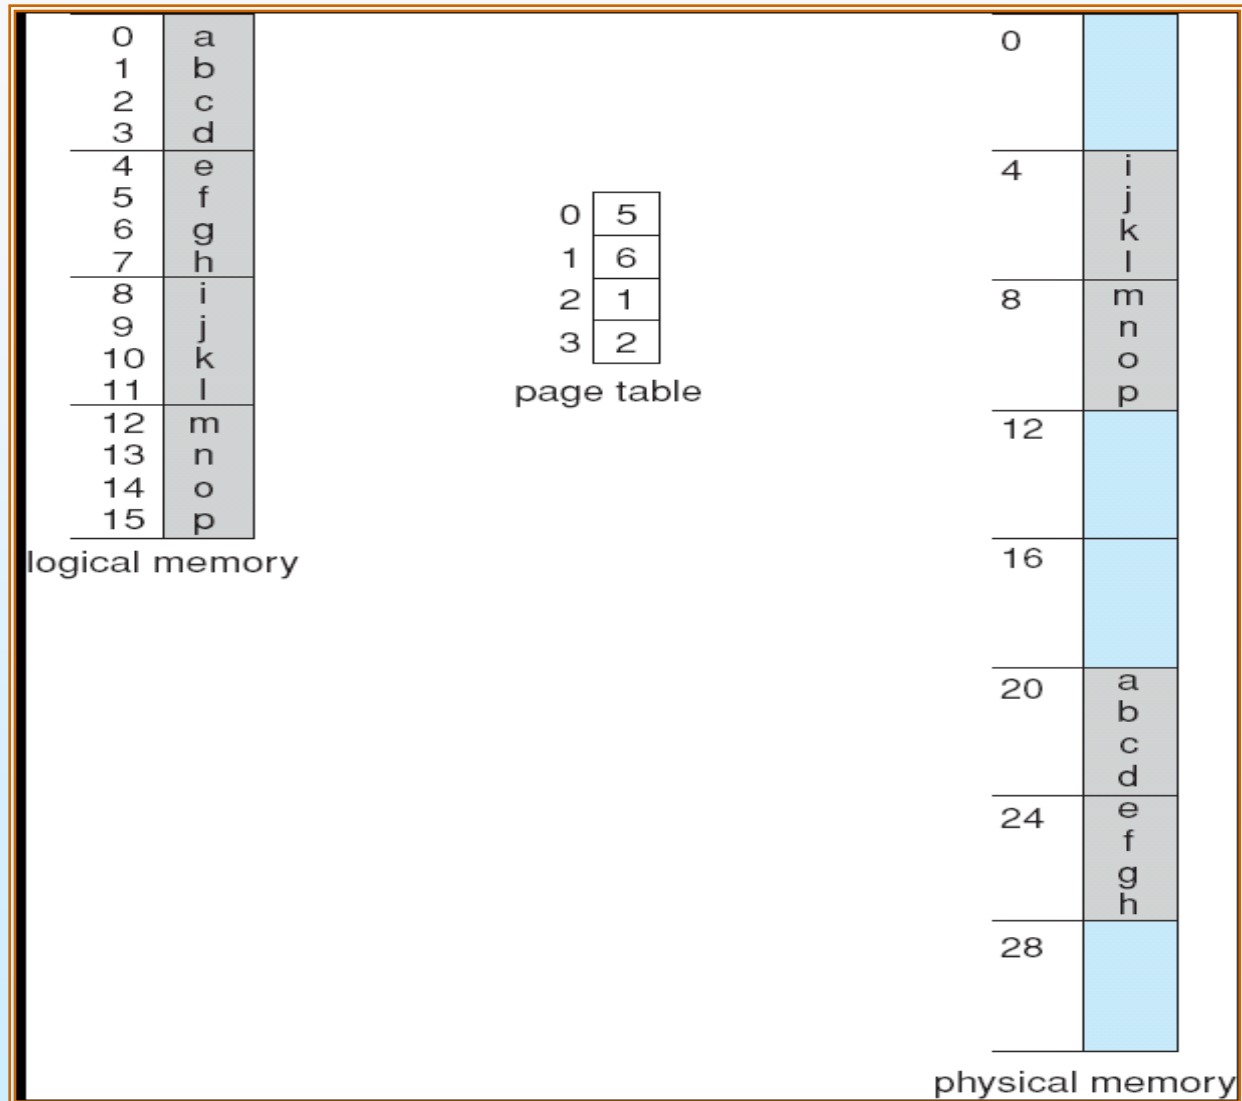 0 a
1 b
2 c
3 d
4 e
5 f
6 g
7 h
8 i
9 j
10 k
11 l
12 m
13 n
14 o
15 p
logical memory
0 5
1 6
2 1
3 2
page table
0
4 i
j
k
l
8 m
n
o
p
12
16
20 a
b
c
d
24 e
f
g
h
28
physical memory